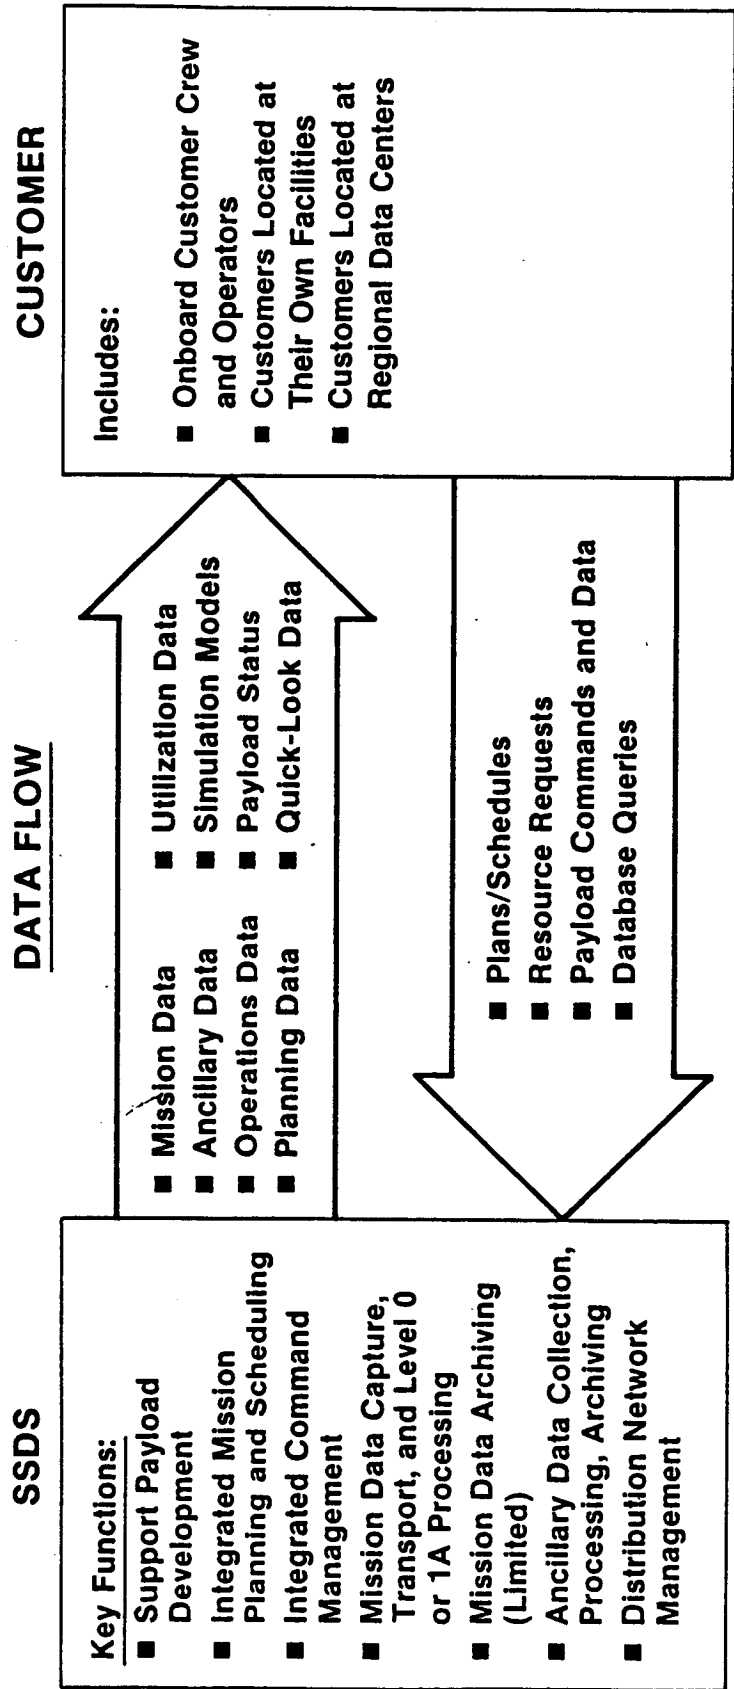 SSDS
Key Functions:
■ Support Payload
Development
■ Integrated Mission
Planning and Scheduling
■ Integrated Command
Management
■ Mission Data Capture,
Transport, and Level 0
or 1A Processing
■ Mission Data Archiving
(Limited)
■ Ancillary Data Collection,
Processing, Archiving
■ Distribution Network
Management
DATA FLOW
■ Mission Data
■ Ancillary Data
■ Operations Data
■ Planning Data
■ Utilization Data
■ Simulation Models
■ Payload Status
■ Quick-Look Data
■ Plans/Schedules
■ Resource Requests
■ Payload Commands and Data
■ Database Queries
CUSTOMER
Includes:
■ Onboard Customer Crew
and Operators
■ Customers Located at
Their Own Facilities
■ Customers Located at
Regional Data Centers